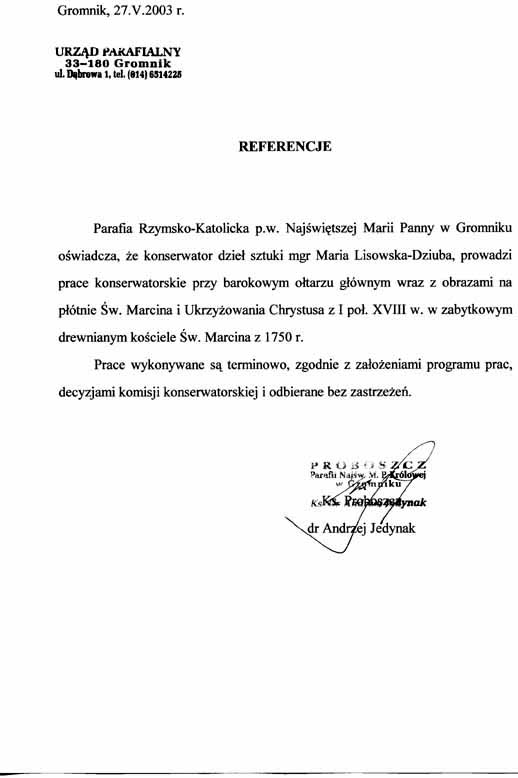 Gromnik, 27.V.2003 r.
URZĄD PARAFIALNY
33-180 Gromnik
ul. Dąbrowa 1, tel. (014) 6514225
REFERENCJE
Parafia Rzymsko-Katolicka p.w. Najświętszej Marii Panny w Gromniku
oświadcza, że konserwator dzieł sztuki mgr Maria Lisowska-Dziuba, prowadzi
prace konserwatorskie przy barokowym ołtarzu głównym wraz z obrazami na
płótnie Św. Marcina i Ukrzyżowania Chrystusa z I poł. XVIII w. w zabytkowym
drewnianym kościele Św. Marcina z 1750 r.
Prace wykonywane są terminowo, zgodnie z założeniami programu prac,
decyzjami komisji konserwatorskiej i odbierane bez zastrzeżeń.
PROBOSZCZ
Parafii Najśw. M. P. Królowej
w Gromniku
Ks. Proboszcz
dr Andrzej Jedynak